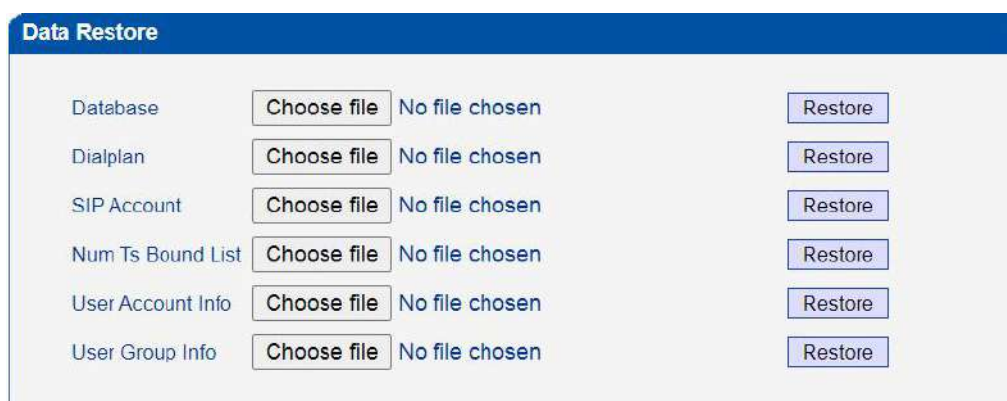 Data Restore
Database Choose file No file chosen Restore
Dialplan Choose file No file chosen Restore
SIP Account Choose file No file chosen Restore
Num Ts Bound List Choose file No file chosen Restore
User Account Info Choose file No file chosen Restore
User Group Info Choose file No file chosen Restore